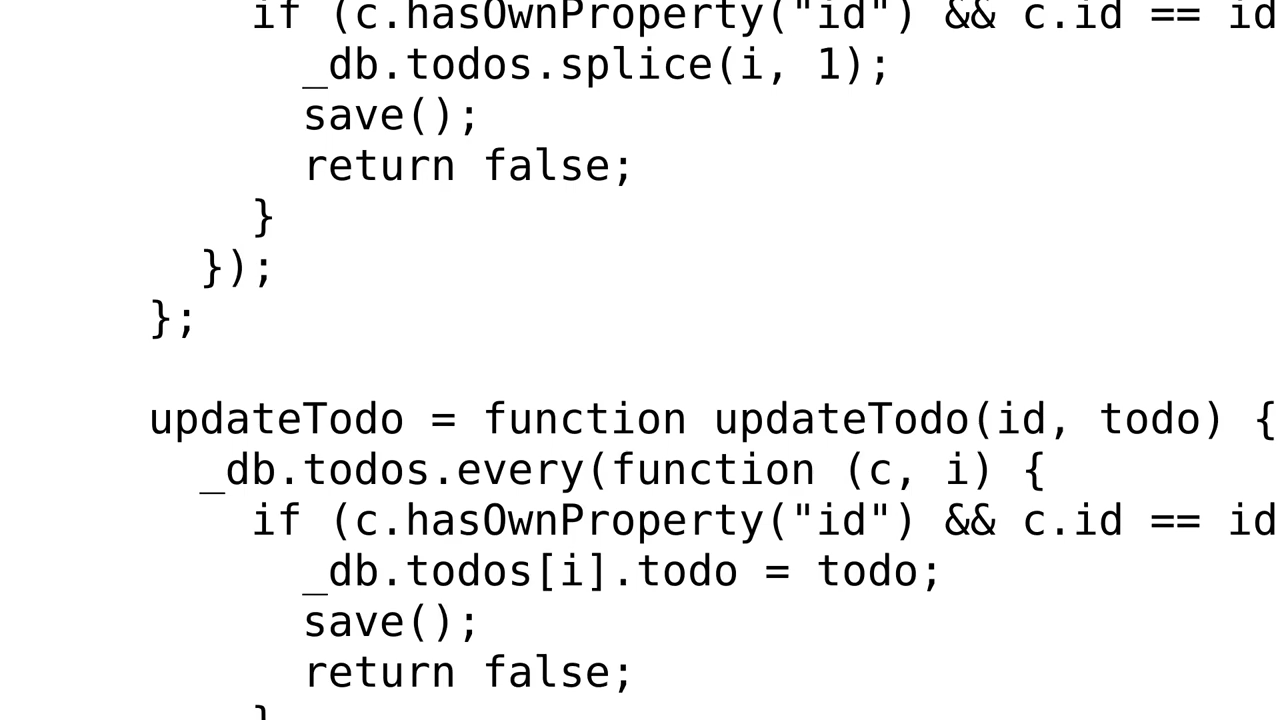 if (c.hasOwnProperty("id") && c.id == id
_db.todos.splice(i, 1);
save();
return false;
}
});
};
updateTodo = function updateTodo(id, todo) {
_db.todos.every(function (c, i) {
if (c.hasOwnProperty("id") && c.id == id
_db.todos[i].todo = todo;
save();
return false;
}